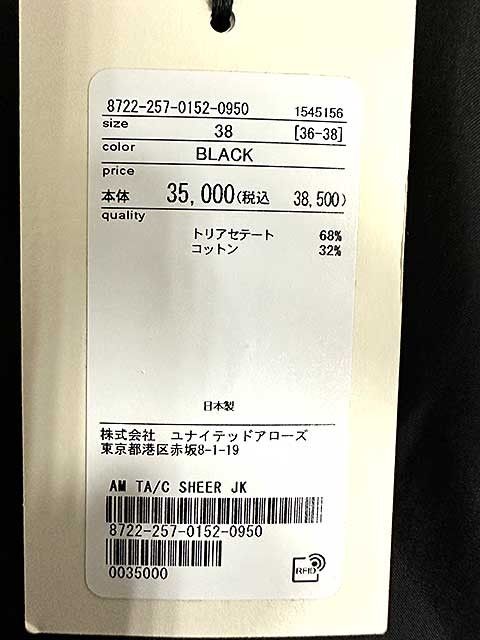 8722-257-0152-0950 1545156
size 38 [36-38]
color BLACK
price
本体 35,000(税込 38,500)
quality
トリアセテート 68%
コットン 32%
日本製
株式会社 ユナイテッドアローズ
東京都港区赤坂8-1-19
AM TA/C SHEER JK
8722-257-0152-0950
0035000
RFID